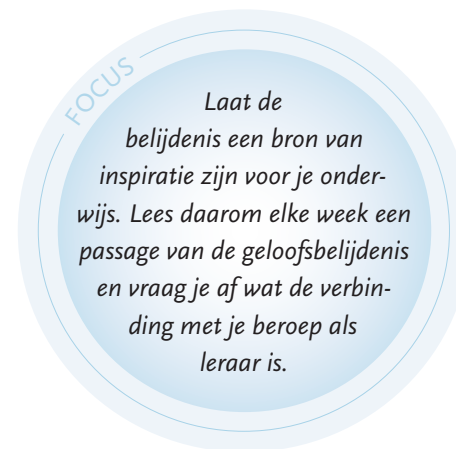 FOCUS
Laat de
belijdenis een bron van
inspiratie zijn voor je onder-
wijs. Lees daarom elke week een
passage van de geloofsbelijdenis
en vraag je af wat de verbin-
ding met je beroep als
leraar is.